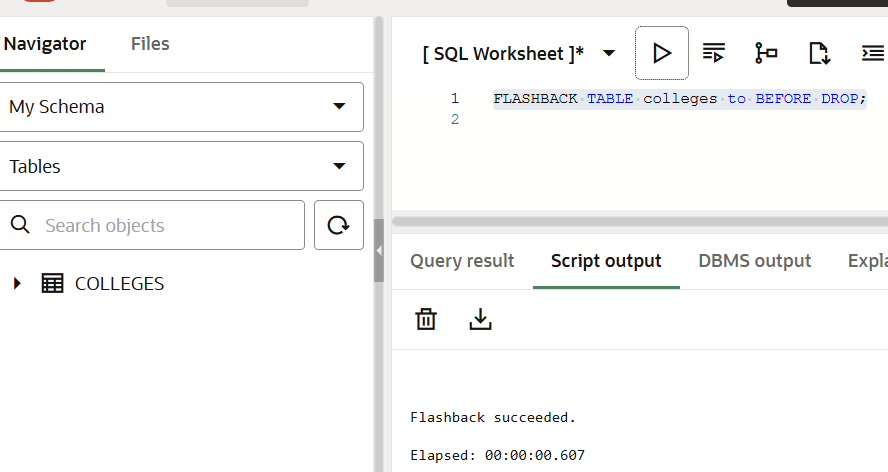 Navigator
Files
My Schema
Tables
Search objects
COLLEGES
[ SQL Worksheet ]*
1 FLASHBACK TABLE colleges to BEFORE DROP;
2
Query result
Script output
DBMS output
Expla
Flashback succeeded.
Elapsed: 00:00:00.607